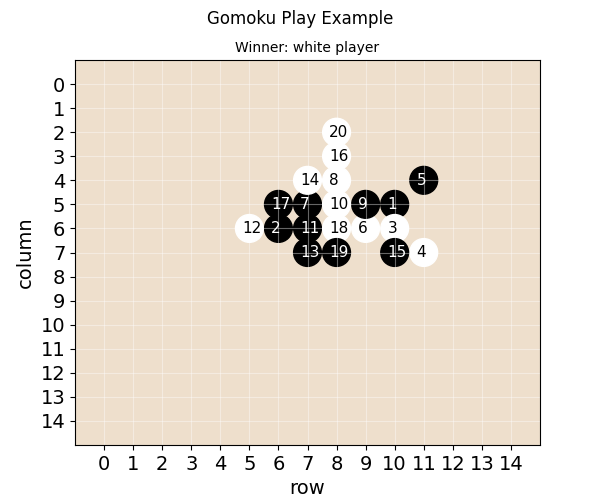 Gomoku Play Example
Winner: white player
0
1
2 20
3 16
4 14 8 5
5 17 7 10 9 1
6 12 2 11 18 6 3
7 13 19 15 4
8
9
10
11
12
13
14
column
0 1 2 3 4 5 6 7 8 9 10 11 12 13 14
row